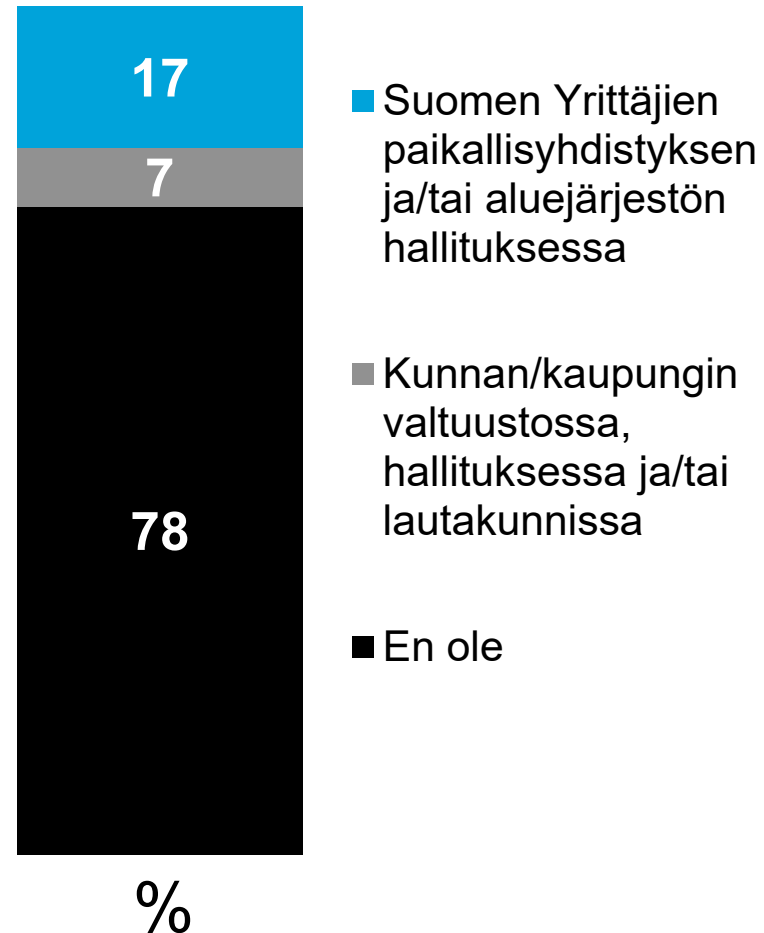 17
7
78
%
Suomen Yrittäjien
paikallisyhdistyksen
ja/tai aluejärjestön
hallituksessa
Kunnan/kaupungin
valtuustossa,
hallituksessa ja/tai
lautakunnissa
En ole